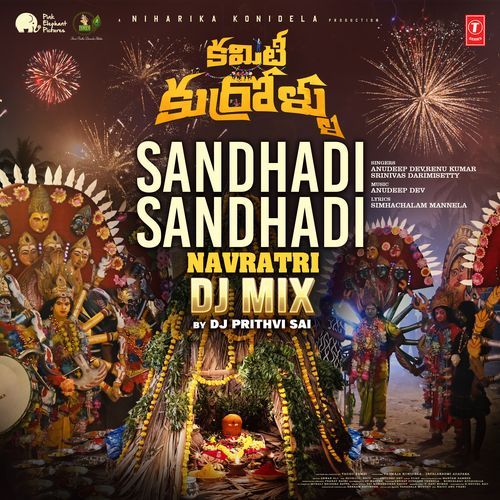 Pink
Elephant
Pictures
A NIHARIKA KONIDELA PRODUCTION
T
T-SERIES
కమిటీ
కుర్రోళ్ళు
SANDHADI
SANDHADI
NAVRATRI
DJ MIX
BY DJ PRITHVI SAI
SINGERS
ANUDEEP DEV,RENU KUMAR
SRINIVAS DARIMISETTY
MUSIC
ANUDEEP DEV
LYRICS
SIMHACHALAM MANNELA